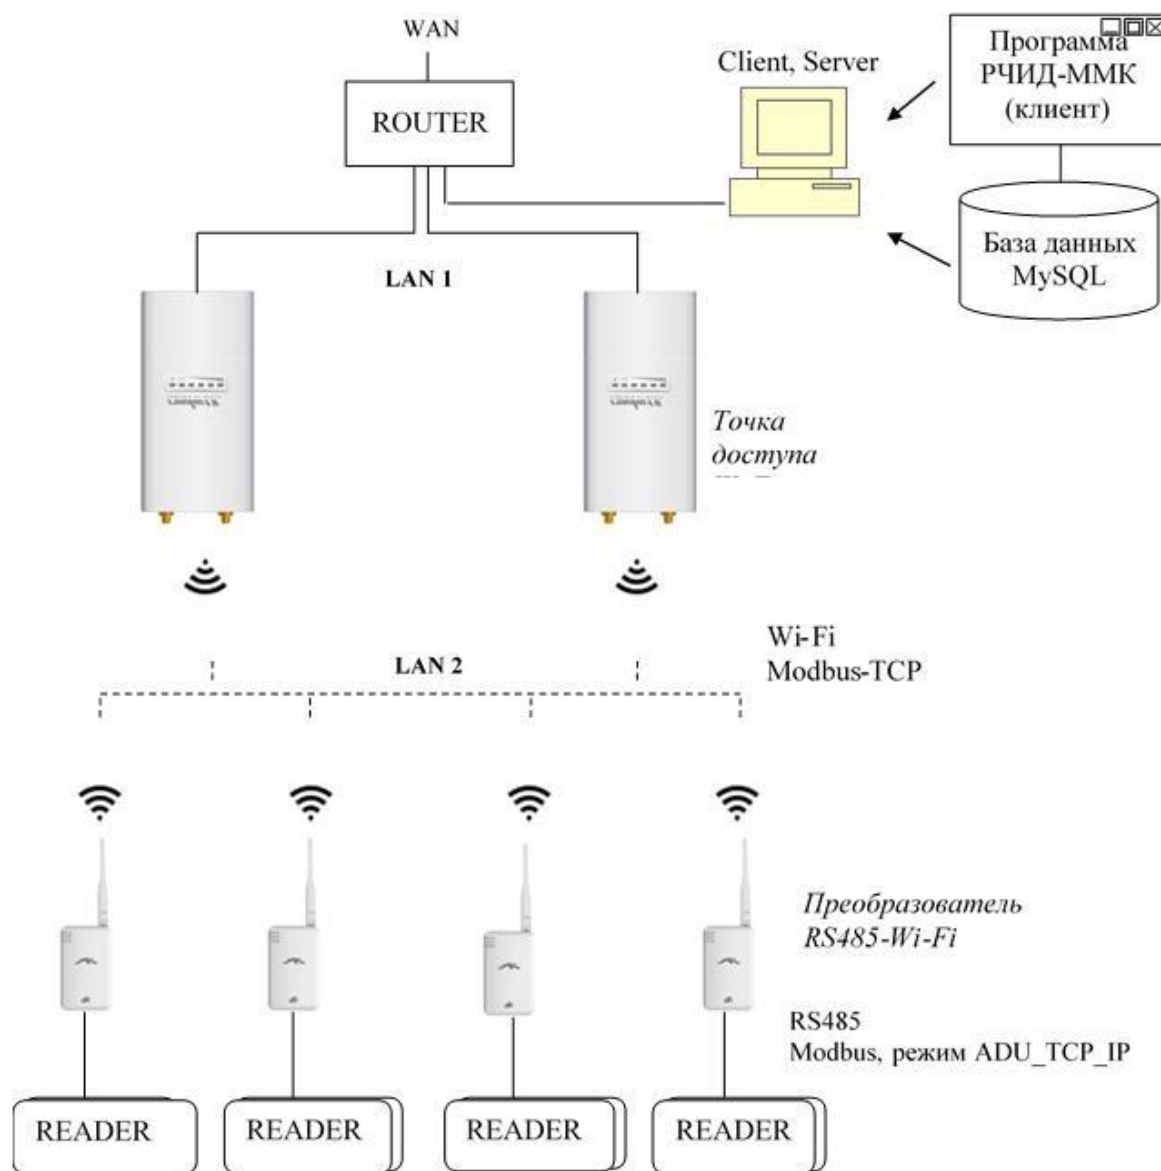 WAN
ROUTER
Client, Server
Программа
РЧИД-ММК
(клиент)
База данных
MySQL
LAN 1
Точка
доступа
LAN 2
Wi-Fi
Modbus-TCP
Преобразователь
RS485-Wi-Fi
RS485
Modbus, режим ADU_TCP_IP
READER
READER
READER
READER